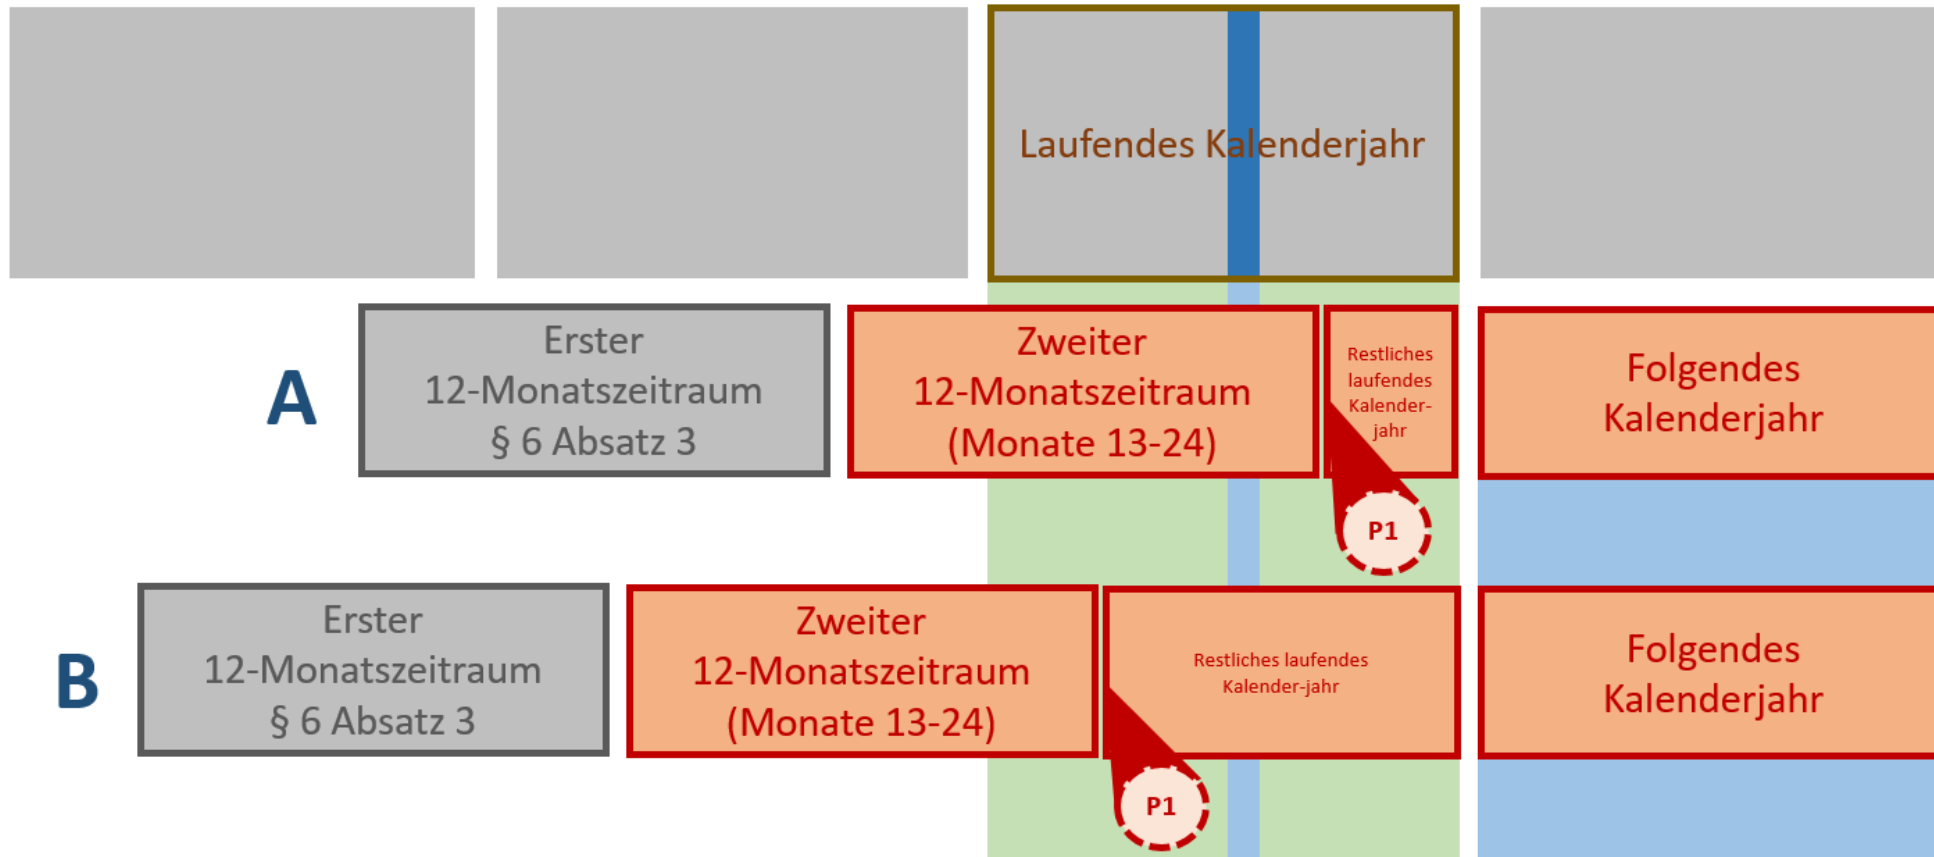 Laufendes Kalenderjahr
A
Erster
12-Monatszeitraum
§ 6 Absatz 3
Zweiter
12-Monatszeitraum
(Monate 13-24)
Restliches
laufendes
Kalender-
jahr
Folgendes
Kalenderjahr
P1
B
Erster
12-Monatszeitraum
§ 6 Absatz 3
Zweiter
12-Monatszeitraum
(Monate 13-24)
Restliches laufendes
Kalender-jahr
Folgendes
Kalenderjahr
P1